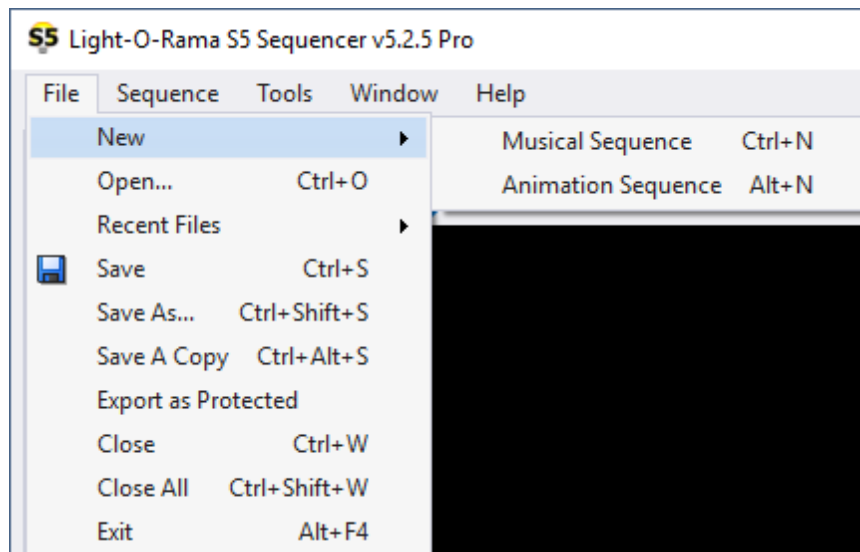 S5 Light-O-Rama S5 Sequencer v5.2.5 Pro
File Sequence Tools Window Help
New
Musical Sequence Ctrl+N
Open... Ctrl+O
Animation Sequence Alt+N
Recent Files
Save Ctrl+S
Save As... Ctrl+Shift+S
Save A Copy Ctrl+Alt+S
Export as Protected
Close Ctrl+W
Close All Ctrl+Shift+W
Exit Alt+F4